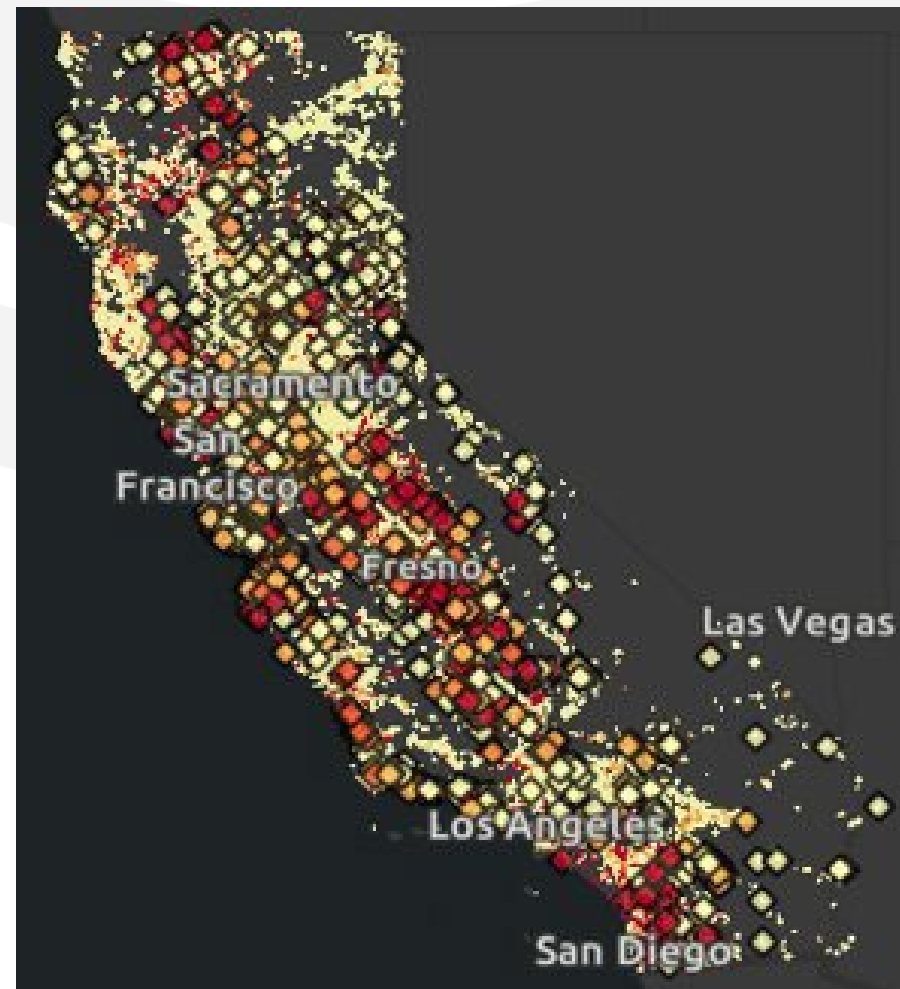 Sacramento
San
Francisco
Fresno
Las Vegas
Los Angeles
San Diego